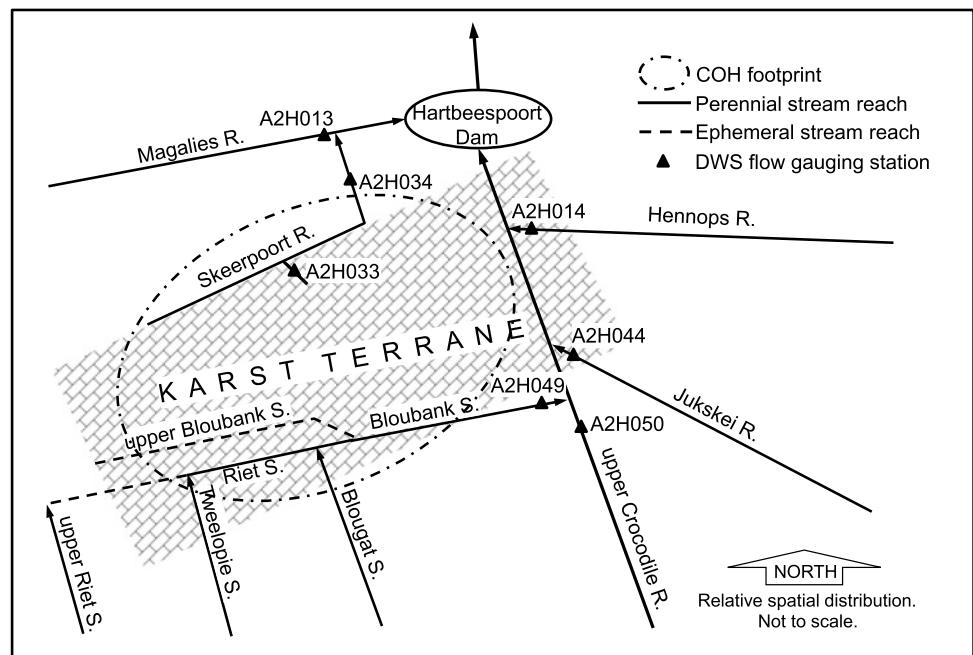 COH footprint
Perennial stream reach
Ephemeral stream reach
DWS flow gauging station
Hartbeespoort
Dam
A2H013
Magalies R.
A2H034
A2H014
Hennops R.
Skeerpoort R.
A2H033
KARST TERRANE
A2H044
A2H049
Jukskei R.
upper Bloubank S.
Bloubank S.
A2H050
Riet S.
upper Riet S.
Tweelopie S.
Blougat S.
upper Crocodile R.
NORTH
Relative spatial distribution.
Not to scale.